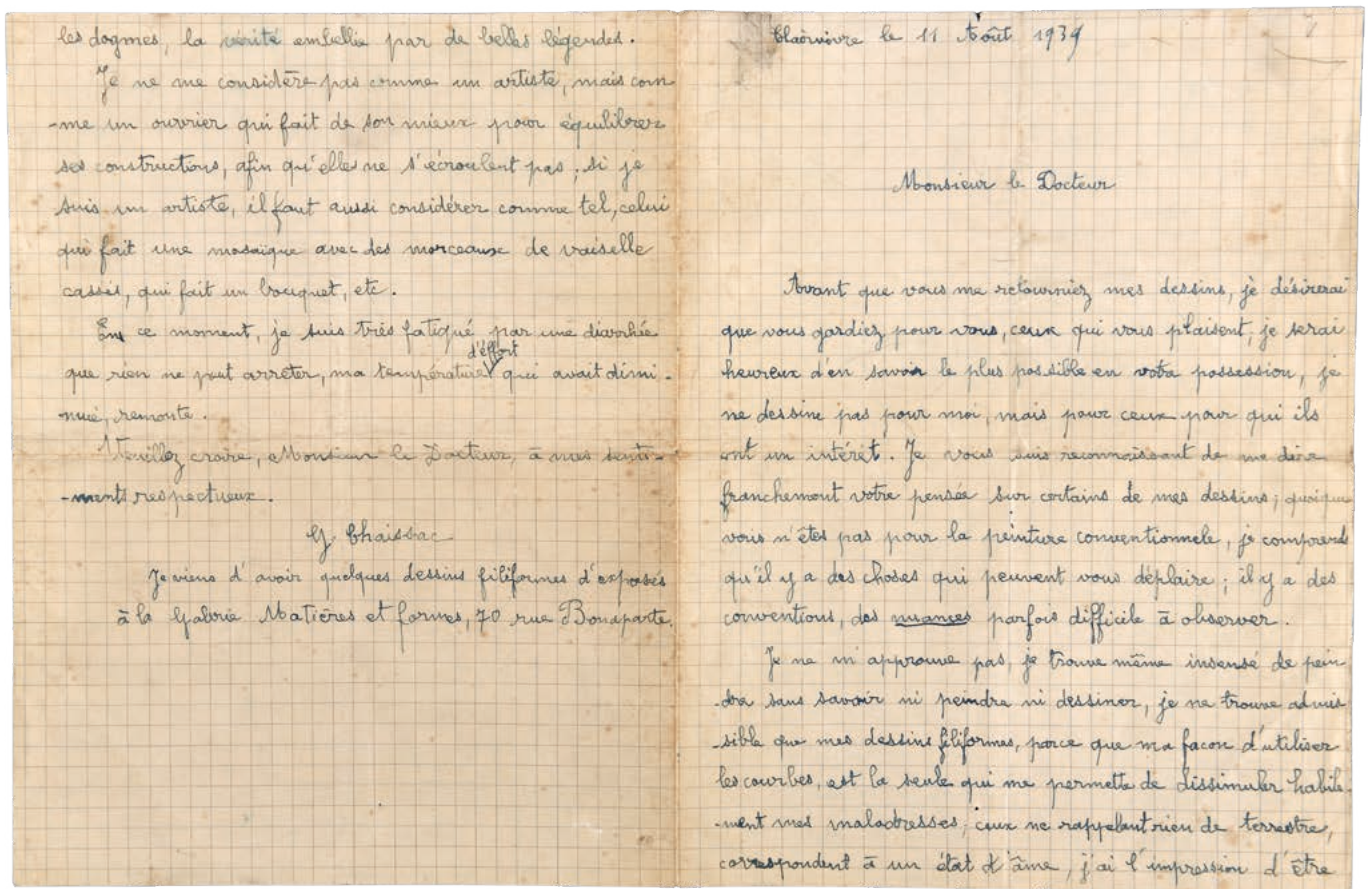 Clairvivre le 11 Août 1939
Monsieur le Docteur
Avant que vous me retourniez mes dessins, je désirerai
que vous gardiez pour vous, ceux qui vous plaisent, je serai
heureux d'en savoir le plus possible en votre possession, je
ne dessine pas pour moi, mais pour ceux pour qui ils
ont un intérêt. Je vous suis reconnaissant de me dire
franchement votre pensée sur certains de mes dessins; quoique
vous n'êtes pas pour la peinture conventionnelle, je comprends
qu'il y a des choses qui peuvent vous déplaire; il y a des
conventions, des nuances parfois difficile à observer.
Je ne m'approuve pas, je trouve même insensé de pein
-dre sans savoir ni peindre ni dessiner, je ne trouve admis
-sible que mes dessins filiformes, parce que ma facon d'utiliser
les courbes, est la seule qui me permette de dissimuler habile-
-ment mes maladresses, ceux ne rappelant rien de terrestre,
correspondent à un état d'âme, j'ai l'impression d'être
les dogmes, la vérité embellie par de belles légendes.
Je ne me considère pas comme un artiste, mais com
-me un ouvrier qui fait de son mieux pour équilibrer
ses constructions, afin qu'elles ne s'écroulent pas; si je
suis un artiste, il faut aussi considérer comme tel, celui
qui fait une mosaïque avec des morceaux de vaiselle
cassés, qui fait un bouquet, etc.
En ce moment, je suis très fatigué par une diarrhée
que rien ne peut arrêter, ma température d'effort qui avait dimi-
nué, remonte.
Veuillez croire, Monsieur le Docteur, à mes senti-
-ments respectueux.
G Chaissac
Je viens d'avoir quelques dessins filiformes d'exposés
à la Galerie Matières et formes, 70 rue Bonaparte.